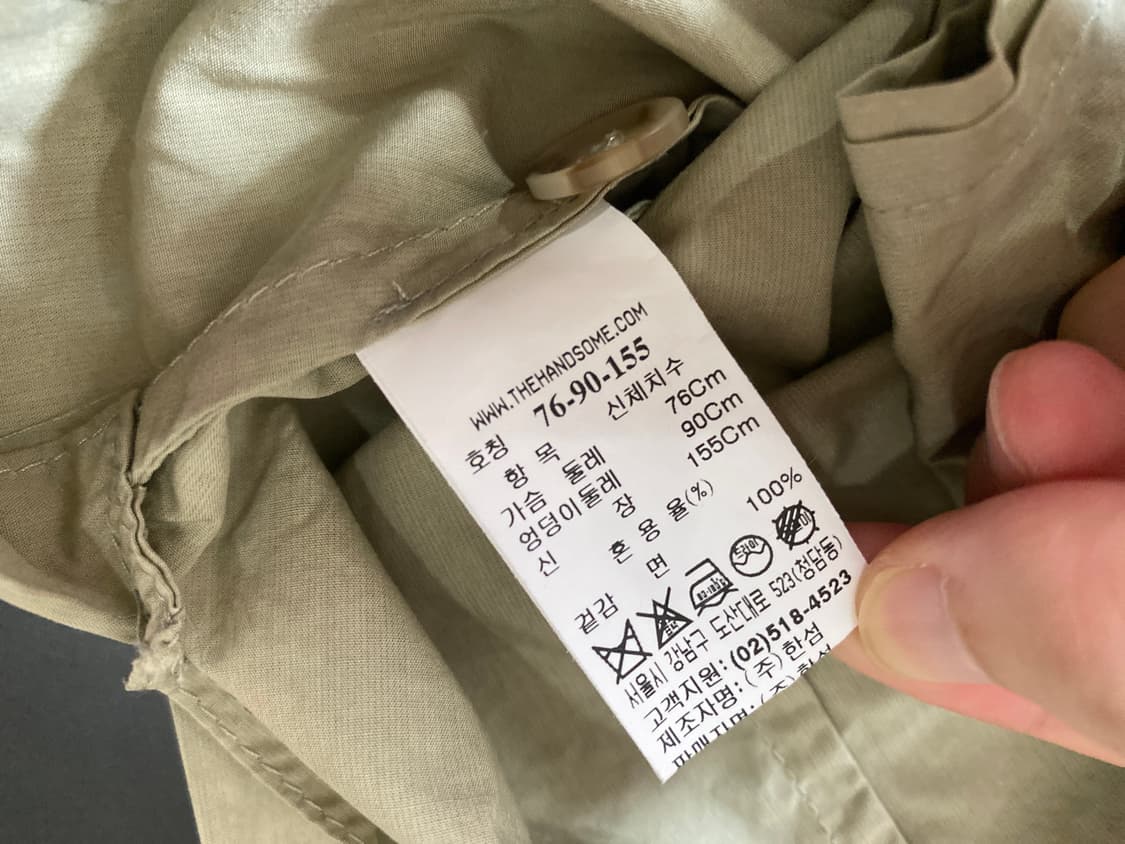 WWW.THEHANDSOME.COM
호칭 76-90-155
항 목 신체치수
가슴 둘레 76Cm
엉덩이둘레 90Cm
신 장 155Cm
혼 용 율(%)
겉감 면 100%
드라이
서울시 강남구 도산대로 523(청담동)
고객지원: (02)518-4523
제조자명: (주)한섬